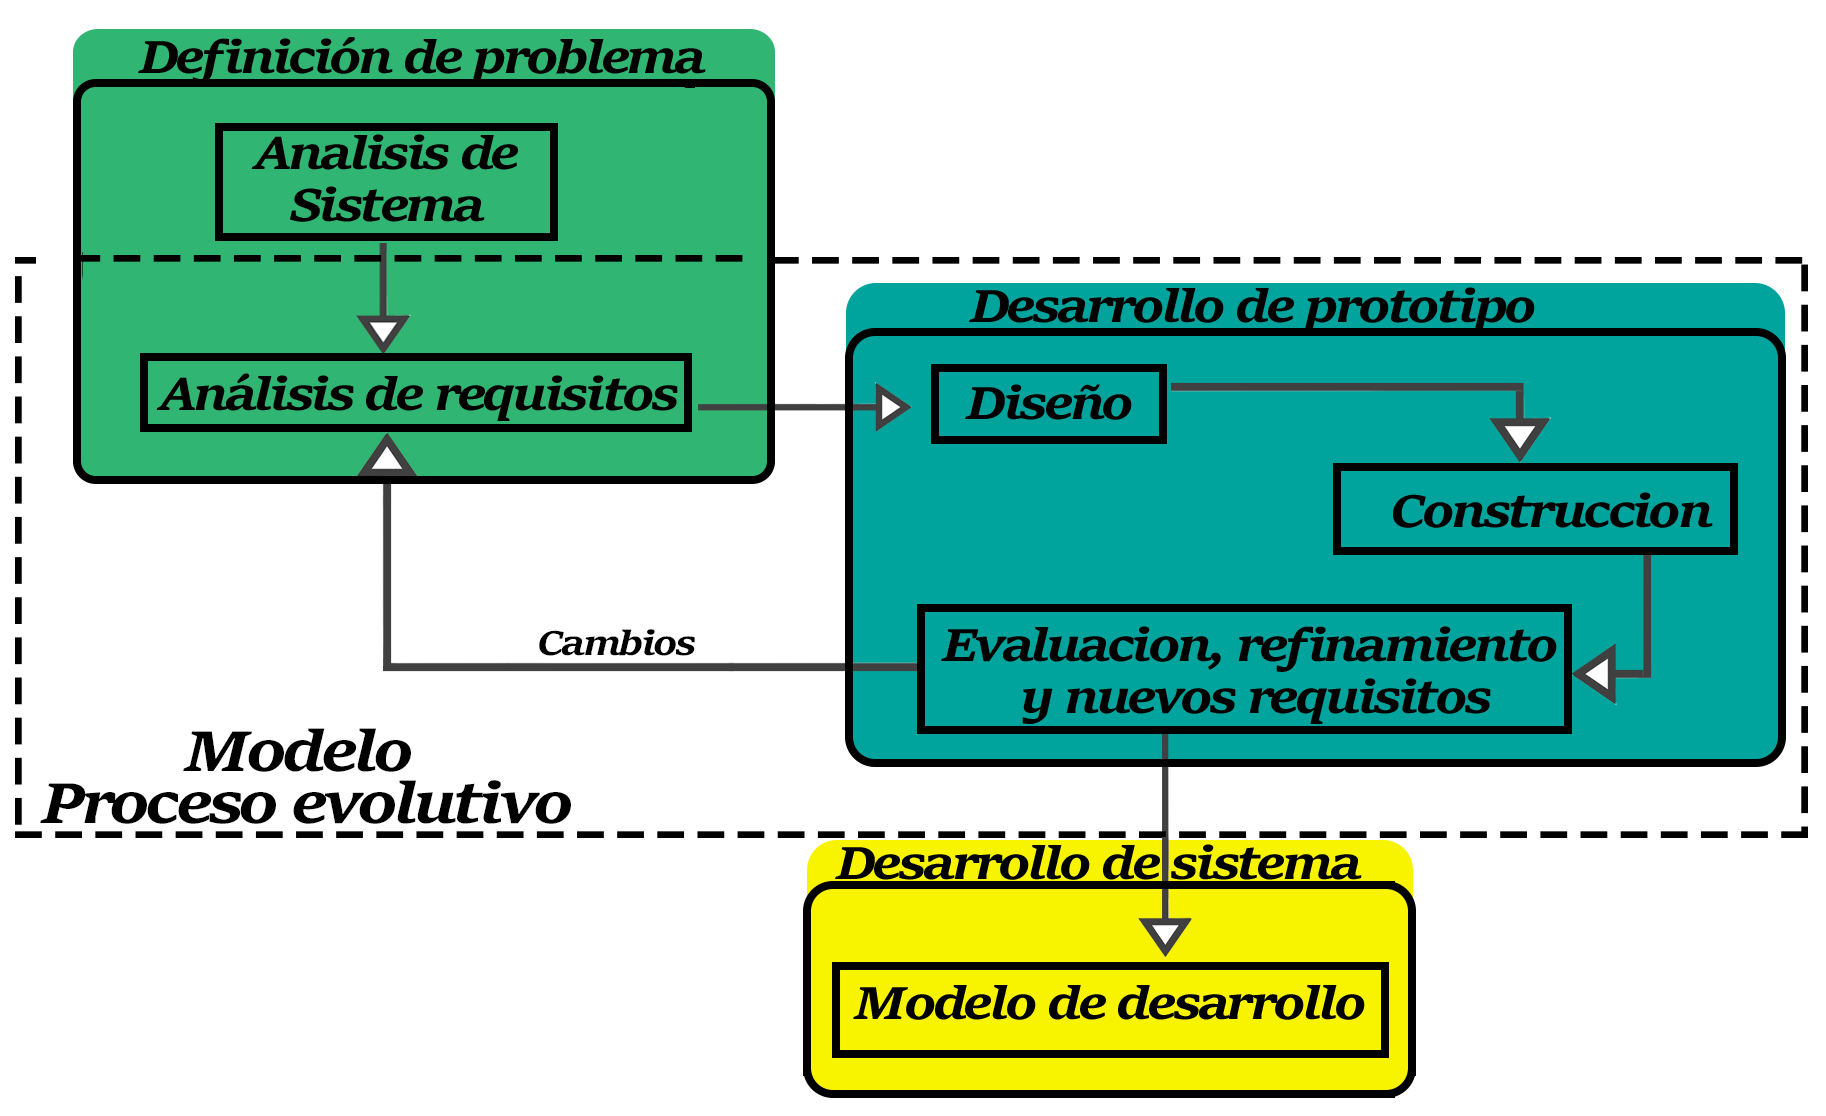 Definición de problema
Analisis de
Sistema
Análisis de requisitos
Desarrollo de prototipo
Diseño
Construccion
Evaluacion, refinamiento
y nuevos requisitos
Cambios
Modelo
Proceso evolutivo
Desarrollo de sistema
Modelo de desarrollo